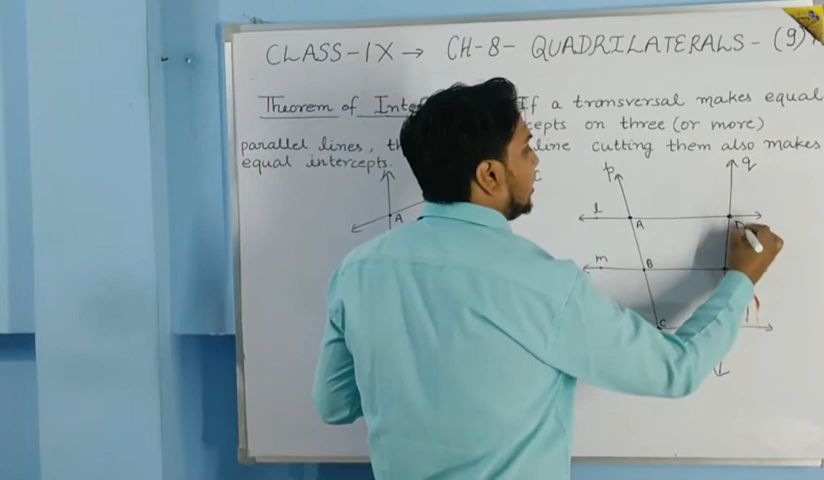 CLASS-IX → CH-8- QUADRILATERALS - (9)
Theorem of If a transversal makes equal
on three (or more)
parallel lines, line cutting them also makes
equal intercepts.
p q
l
A
A
m B
C